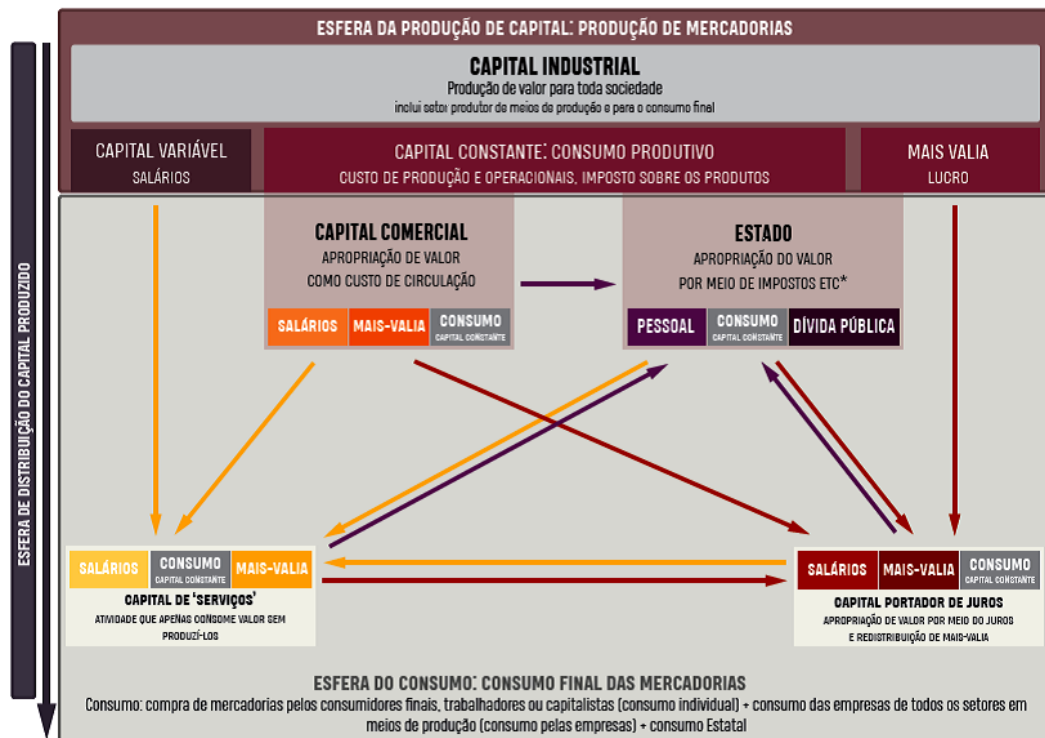 ESFERA DA PRODUÇÃO DE CAPITAL: PRODUÇÃO DE MERCADORIAS
CAPITAL INDUSTRIAL
Produção de valor para toda sociedade
inclui setor produtor de meios de produção e para o consumo final
CAPITAL VARIÁVEL
SALÁRIOS
CAPITAL CONSTANTE: CONSUMO PRODUTIVO
CUSTO DE PRODUÇÃO E OPERACIONAIS, IMPOSTO SOBRE OS PRODUTOS
MAIS VALIA
LUCRO
ESFERA DE DISTRIBUIÇÃO DO CAPITAL PRODUZIDO
CAPITAL COMERCIAL
APROPRIAÇÃO DE VALOR
COMO CUSTO DE CIRCULAÇÃO
SALÁRIOS
MAIS-VALIA
CONSUMO
CAPITAL CONSTANTE
ESTADO
APROPRIAÇÃO DO VALOR
POR MEIO DE IMPOSTOS ETC*
PESSOAL
CONSUMO
CAPITAL CONSTANTE
DÍVIDA PÚBLICA
SALÁRIOS
CONSUMO
CAPITAL CONSTANTE
MAIS-VALIA
CAPITAL DE 'SERVIÇOS'
ATIVIDADE QUE APENAS CONSOME VALOR SEM
PRODUZÍ-LOS
SALÁRIOS
MAIS-VALIA
CONSUMO
CAPITAL CONSTANTE
CAPITAL PORTADOR DE JUROS
APROPRIAÇÃO DE VALOR POR MEIO DO JUROS
E REDISTRIBUIÇÃO DE MAIS-VALIA
ESFERA DO CONSUMO: CONSUMO FINAL DAS MERCADORIAS
Consumo: compra de mercadorias pelos consumidores finais, trabalhadores ou capitalistas (consumo individual) + consumo das empresas de todos os setores em
meios de produção (consumo pelas empresas) + consumo Estatal